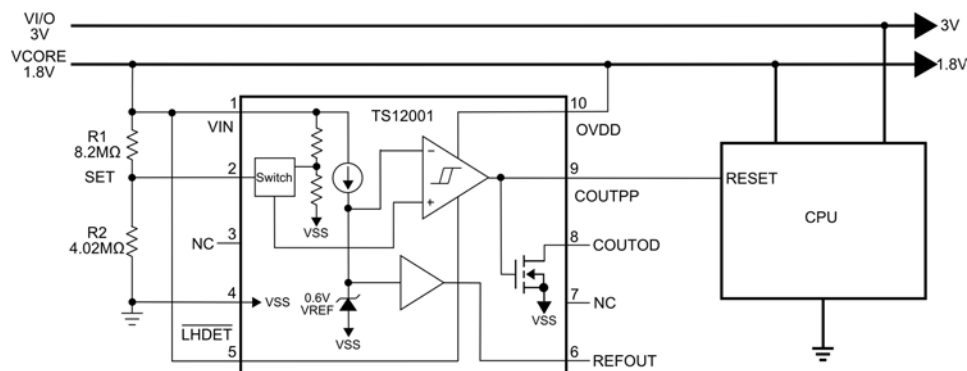 VI/O
3V
3V
VCORE
1.8V
1.8V
1
VIN
TS12001
10
OVDD
R1
8.2MΩ
SET
2
Switch
−
+
9
COUTPP
RESET
CPU
VSS
R2
4.02MΩ
NC
3
8
COUTOD
4
VSS
0.6V
VREF
VSS
VSS
7
NC
LHDET
5
6
REFOUT